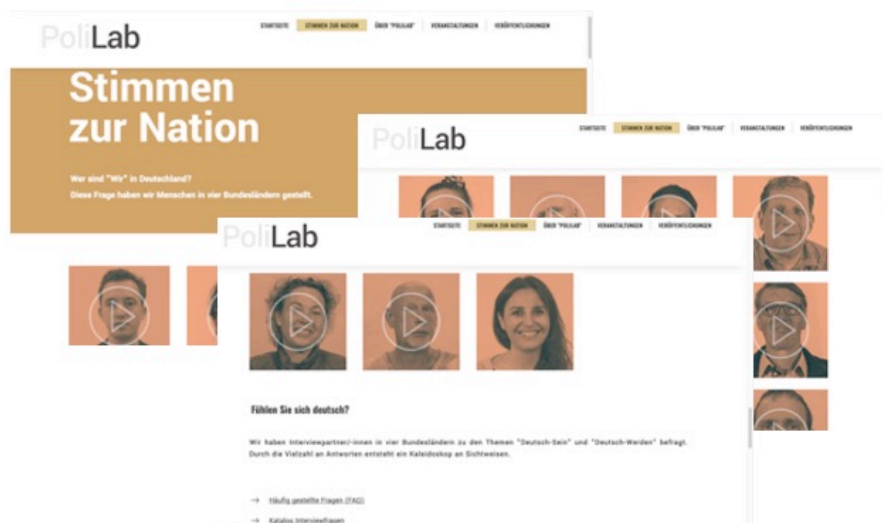 PoliLab
STARTSEITE STIMMEN ZUR NATION ÜBER "POLILAB" VERANSTALTUNGEN VERÖFFENTLICHUNGEN
Stimmen
zur Nation
Wer sind "Wir" in Deutschland?
Diese Frage haben wir Menschen in vier Bundesländern gestellt.
PoliLab
STARTSEITE STIMMEN ZUR NATION ÜBER "POLILAB" VERANSTALTUNGEN VERÖFFENTLICHUNGEN
PoliLab
STARTSEITE STIMMEN ZUR NATION ÜBER "POLILAB" VERANSTALTUNGEN VERÖFFENTLICHUNGEN
Fühlen Sie sich deutsch?
Wir haben Interviewpartner/-innen in vier Bundesländern zu den Themen "Deutsch-Sein" und "Deutsch-Werden" befragt.
Durch die Vielzahl an Antworten entsteht ein Kaleidoskop an Sichtweisen.
→ Häufig gestellte Fragen (FAQ)
→ Katalog Interviewfragen